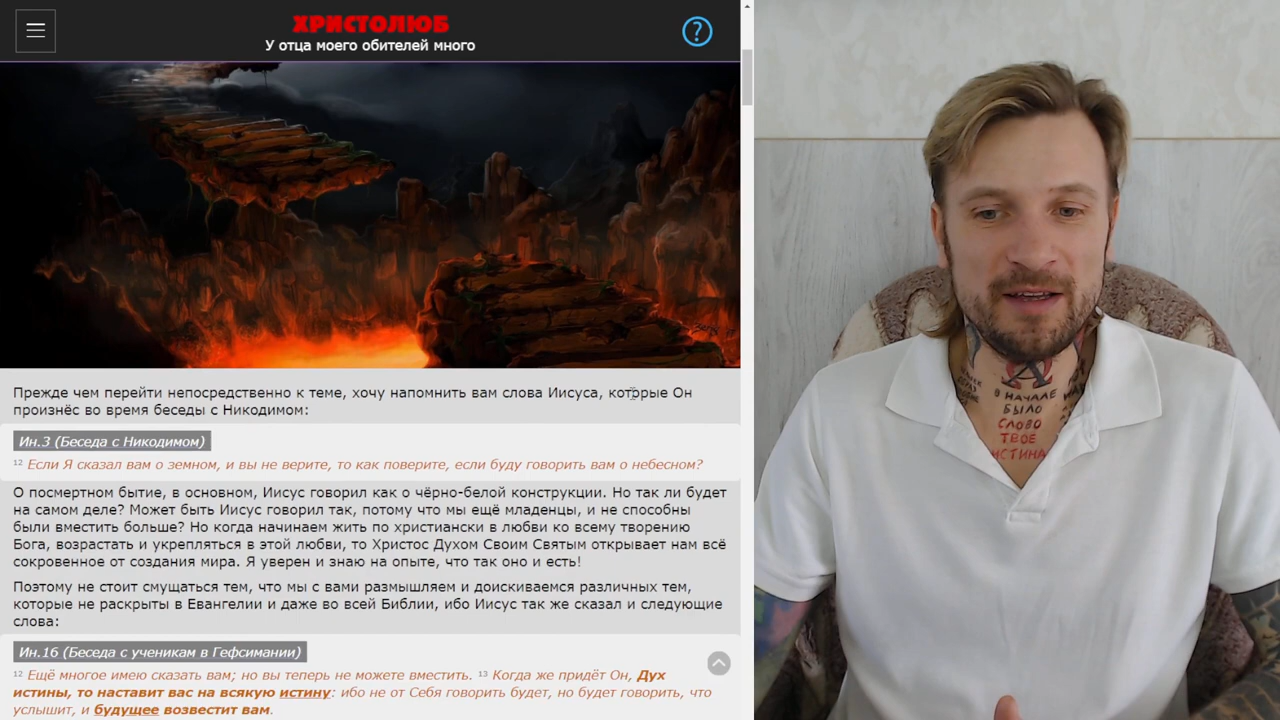 ХРИСТОЛЮБ
У отца моего обителей много
Прежде чем перейти непосредственно к теме, хочу напомнить вам слова Иисуса, которые Он
произнёс во время беседы с Никодимом:
Ин.3 (Беседа с Никодимом)
12 Если Я сказал вам о земном, и вы не верите, то как поверите, если буду говорить вам о небесном?
О посмертном бытие, в основном, Иисус говорил как о чёрно-белой конструкции. Но так ли будет
на самом деле? Может быть Иисус говорил так, потому что мы ещё младенцы, и не способны
были вместить больше? Но когда начинаем жить по христиански в любви ко всему творению
Бога, возрастать и укрепляться в этой любви, то Христос Духом Своим Святым открывает нам всё
сокровенное от создания мира. Я уверен и знаю на опыте, что так оно и есть!
Поэтому не стоит смущаться тем, что мы с вами размышляем и доискиваемся различных тем,
которые не раскрыты в Евангелии и даже во всей Библии, ибо Иисус так же сказал и следующие
слова:
Ин.16 (Беседа с ученикам в Гефсимании)
12 Ещё многое имею сказать вам; но вы теперь не можете вместить. 13 Когда же придёт Он, Дух
истины, то наставит вас на всякую истину: ибо не от Себя говорить будет, но будет говорить, что
услышит, и будущее возвестит вам.
В НАЧАЛЕ
БЫЛО
СЛОВО
ТВОЕ
ИСТИНА